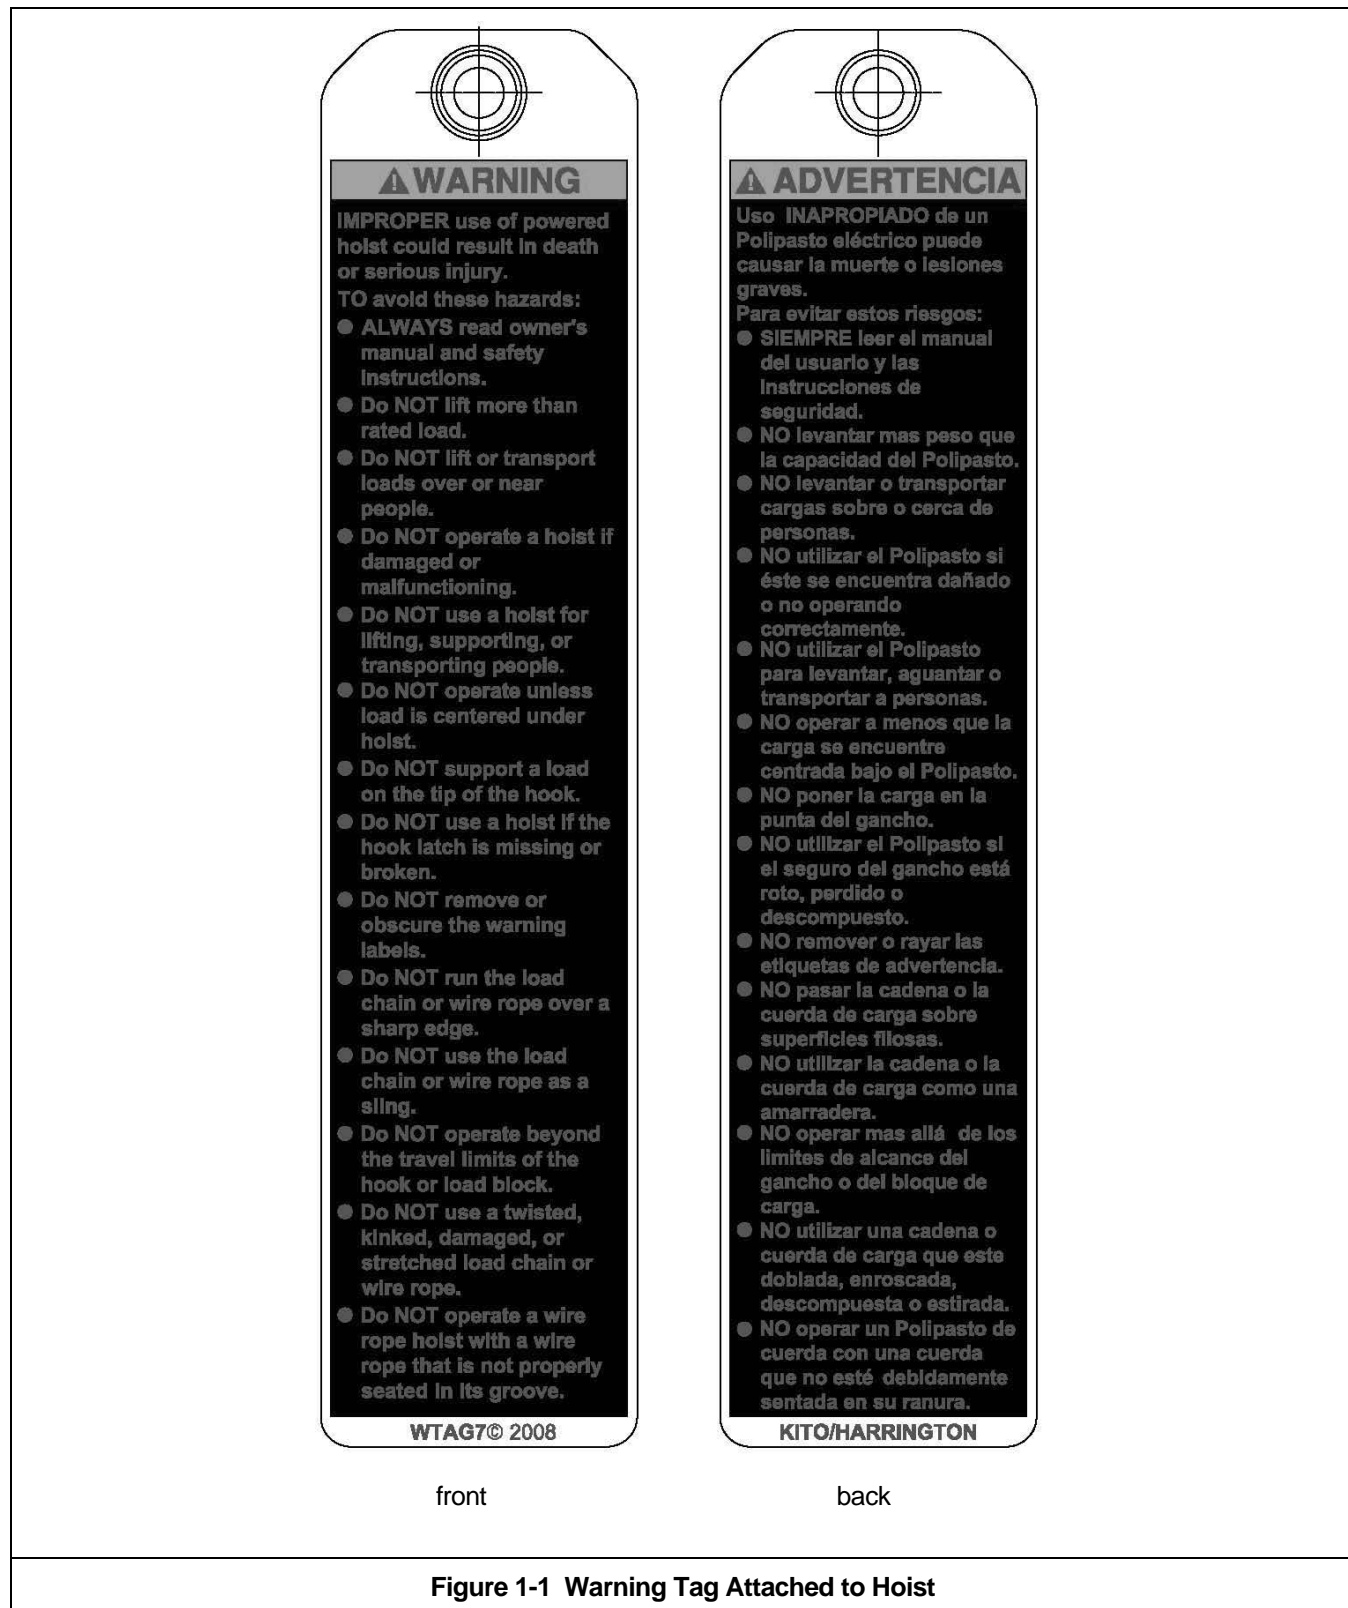 WARNING
IMPROPER use of powered
hoist could result in death
or serious injury.
TO avoid these hazards:
● ALWAYS read owner's
manual and safety
instructions.
● Do NOT lift more than
rated load.
● Do NOT lift or transport
loads over or near
people.
● Do NOT operate a hoist if
damaged or
malfunctioning.
● Do NOT use a hoist for
lifting, supporting, or
transporting people.
● Do NOT operate unless
load is centered under
hoist.
● Do NOT support a load
on the tip of the hook.
● Do NOT use a hoist if the
hook latch is missing or
broken.
● Do NOT remove or
obscure the warning
labels.
● Do NOT run the load
chain or wire rope over a
sharp edge.
● Do NOT use the load
chain or wire rope as a
sling.
● Do NOT operate beyond
the travel limits of the
hook or load block.
● Do NOT use a twisted,
kinked, damaged, or
stretched load chain or
wire rope.
● Do NOT operate a wire
rope hoist with a wire
rope that is not properly
seated in its groove.
WTAG7© 2008
front
ADVERTENCIA
Uso INAPROPIADO de un
Polipasto eléctrico puede
causar la muerte o lesiones
graves.
Para evitar estos riesgos:
● SIEMPRE leer el manual
del usuario y las
instrucciones de
seguridad.
● NO levantar mas peso que
la capacidad del Polipasto.
● NO levantar o transportar
cargas sobre o cerca de
personas.
● NO utilizar el Polipasto si
éste se encuentra dañado
o no operando
correctamente.
● NO utilizar el Polipasto
para levantar, aguantar o
transportar a personas.
● NO operar a menos que la
carga se encuentre
centrada bajo el Polipasto.
● NO poner la carga en la
punta del gancho.
● NO utilizar el Polipasto si
el seguro del gancho está
roto, perdido o
descompuesto.
● NO remover o rayar las
etiquetas de advertencia.
● NO pasar la cadena o la
cuerda de carga sobre
superficies filosas.
● NO utilizar la cadena o la
cuerda de carga como una
amarradera.
● NO operar mas allá de los
limites de alcance del
gancho o del bloque de
carga.
● NO utilizar una cadena o
cuerda de carga que este
doblada, enroscada,
descompuesta o estirada.
● NO operar un Polipasto de
cuerda con una cuerda
que no esté debidamente
sentada en su ranura.
KITO/HARRINGTON
back
Figure 1-1 Warning Tag Attached to Hoist